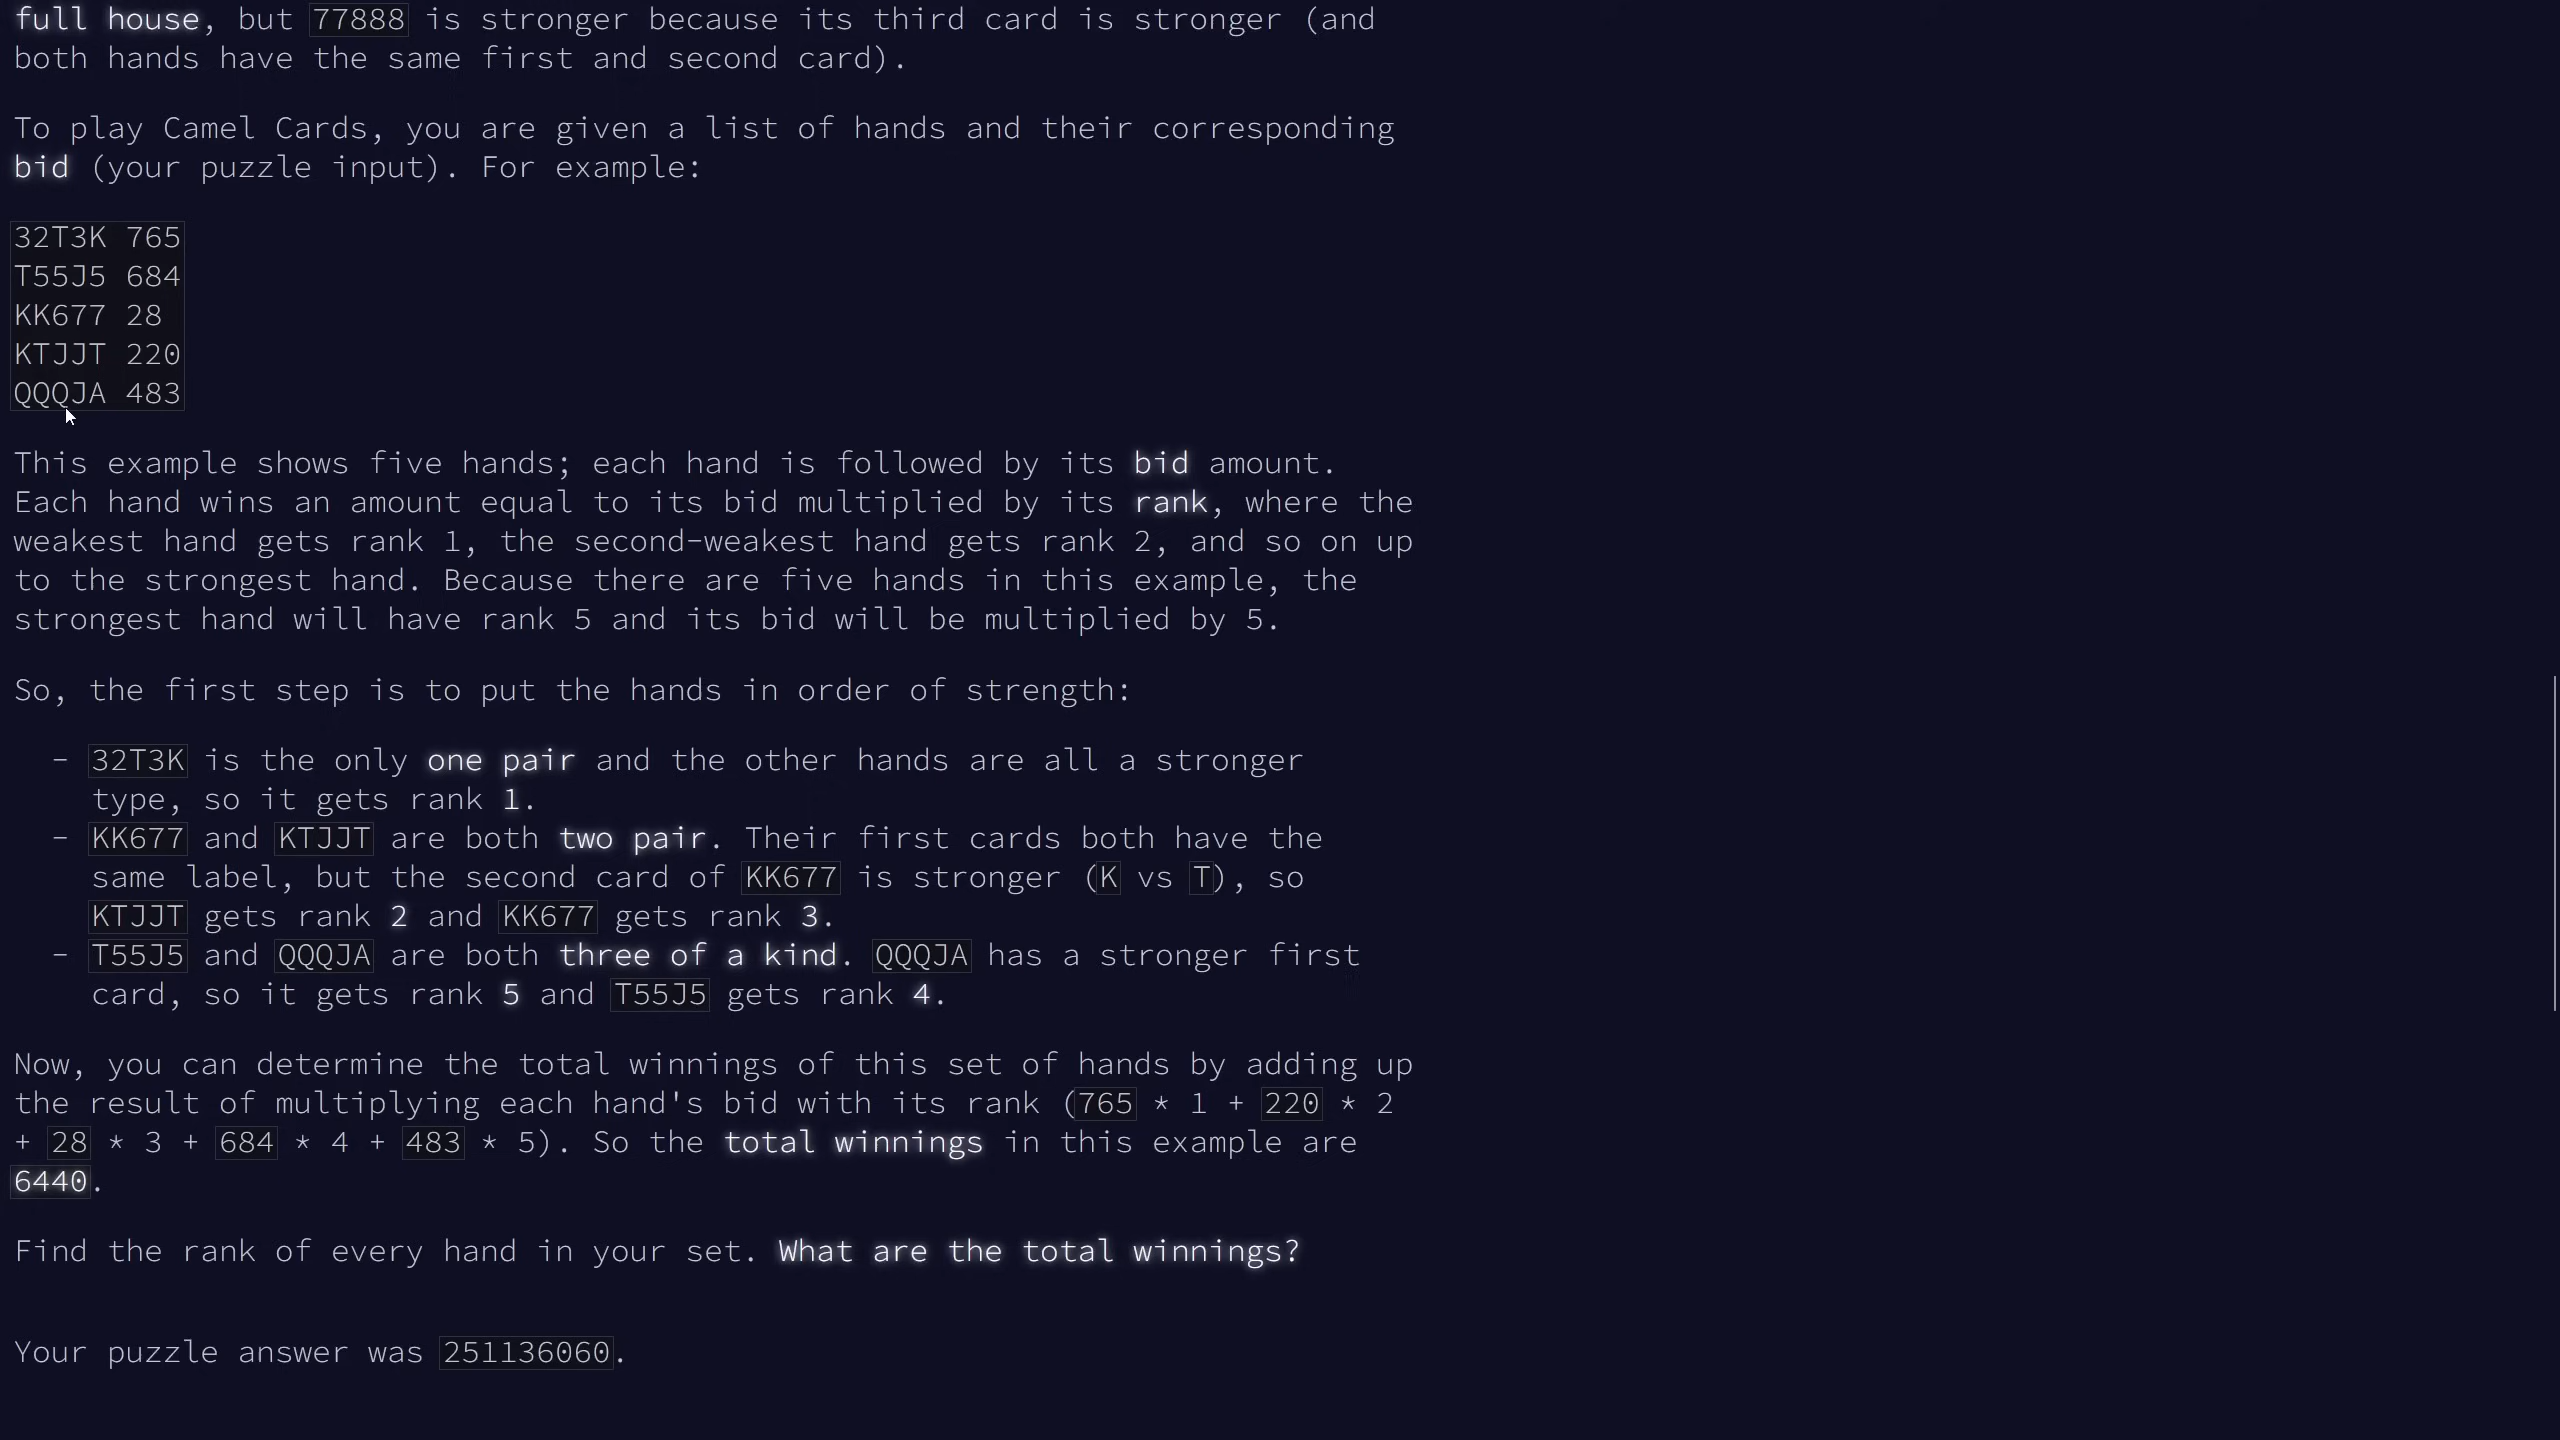 full house, but 77888 is stronger because its third card is stronger (and
both hands have the same first and second card).
To play Camel Cards, you are given a list of hands and their corresponding
bid (your puzzle input). For example:
32T3K 765
T55J5 684
KK677 28
KTJJT 220
QQQJA 483
This example shows five hands; each hand is followed by its bid amount.
Each hand wins an amount equal to its bid multiplied by its rank, where the
weakest hand gets rank 1, the second-weakest hand gets rank 2, and so on up
to the strongest hand. Because there are five hands in this example, the
strongest hand will have rank 5 and its bid will be multiplied by 5.
So, the first step is to put the hands in order of strength:
- 32T3K is the only one pair and the other hands are all a stronger
type, so it gets rank 1.
- KK677 and KTJJT are both two pair. Their first cards both have the
same label, but the second card of KK677 is stronger (K vs T), so
KTJJT gets rank 2 and KK677 gets rank 3.
- T55J5 and QQQJA are both three of a kind. QQQJA has a stronger first
card, so it gets rank 5 and T55J5 gets rank 4.
Now, you can determine the total winnings of this set of hands by adding up
the result of multiplying each hand's bid with its rank (765 * 1 + 220 * 2
+ 28 * 3 + 684 * 4 + 483 * 5). So the total winnings in this example are
6440.
Find the rank of every hand in your set. What are the total winnings?
Your puzzle answer was 251136060.